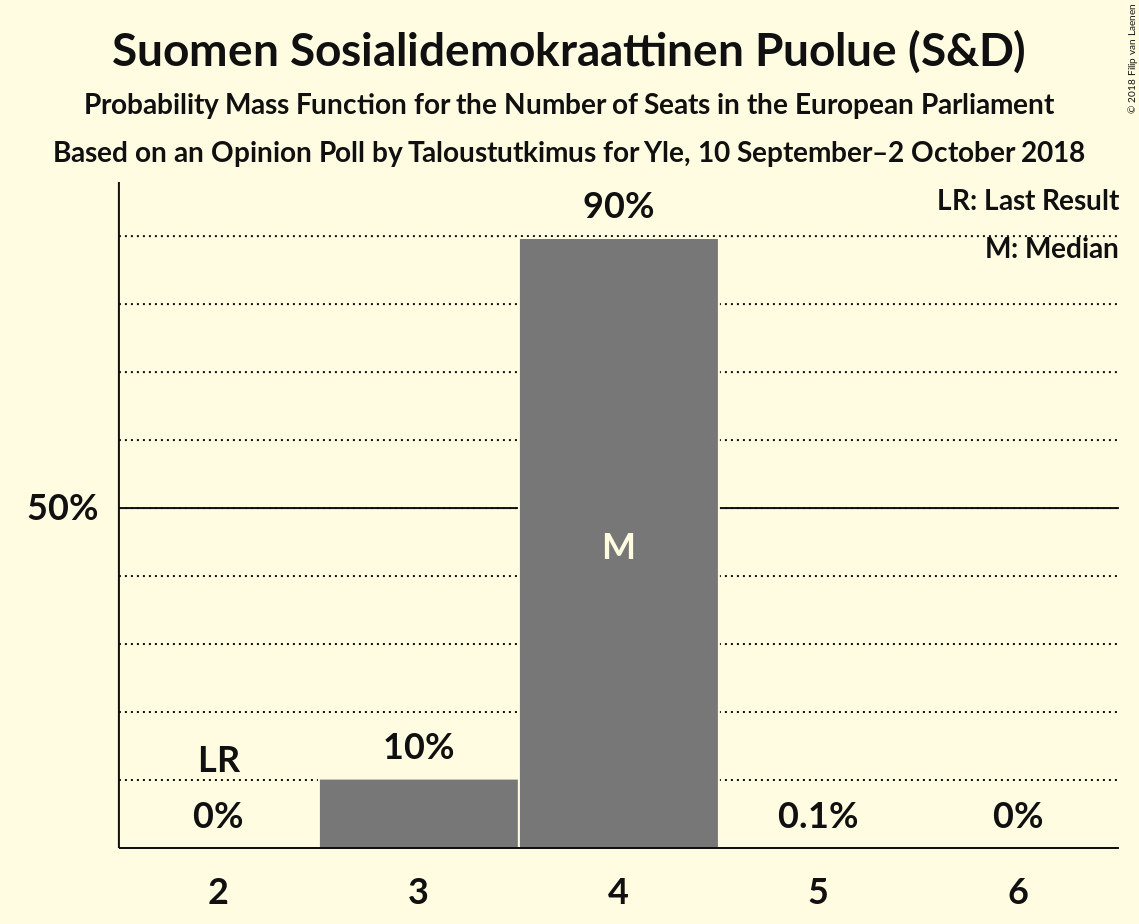 Suomen Sosialidemokraattinen Puolue (S&D)
Probability Mass Function for the Number of Seats in the European Parliament
Based on an Opinion Poll by Taloustutkimus for Yle, 10 September–2 October 2018
© 2018 Filip van Laenen
LR: Last Result
M: Median
90%
50%
M
LR
10%
0%
0.1%
0%
2 3 4 5 6